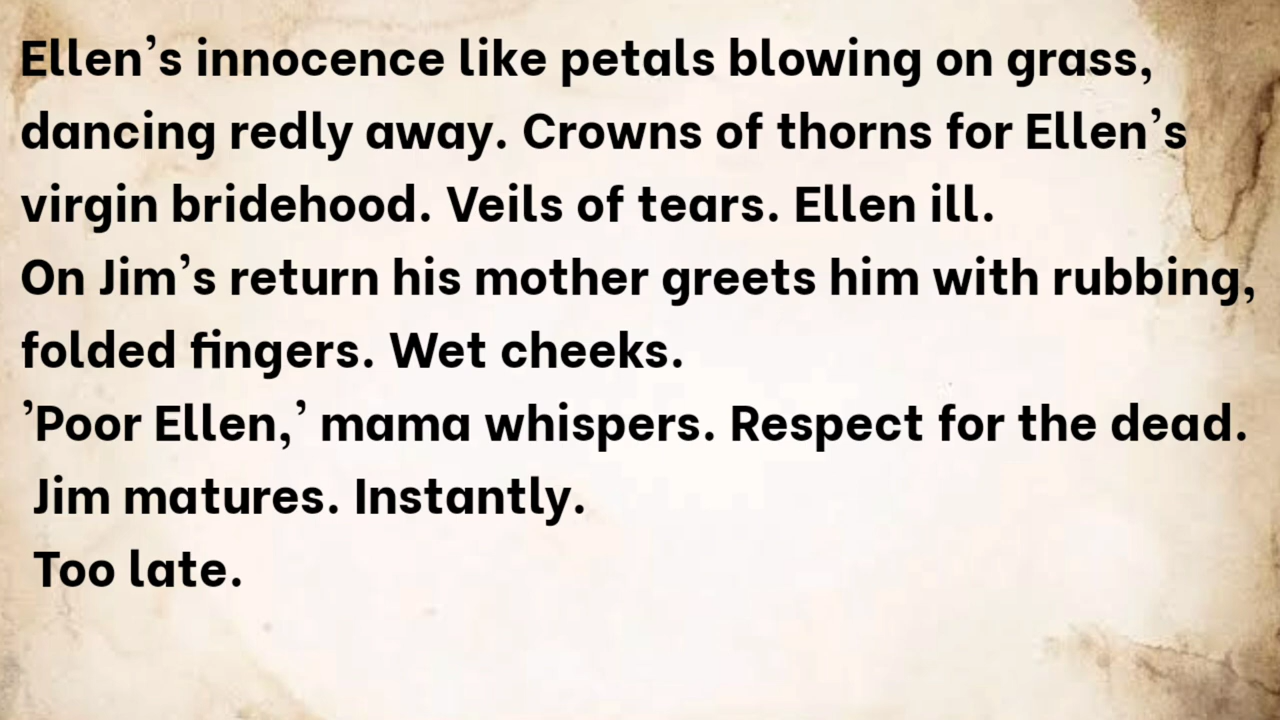 Ellen’s innocence like petals blowing on grass,
dancing redly away. Crowns of thorns for Ellen’s
virgin bridehood. Veils of tears. Ellen ill.
On Jim’s return his mother greets him with rubbing,
folded fingers. Wet cheeks.
’Poor Ellen,’ mama whispers. Respect for the dead.
Jim matures. Instantly.
Too late.